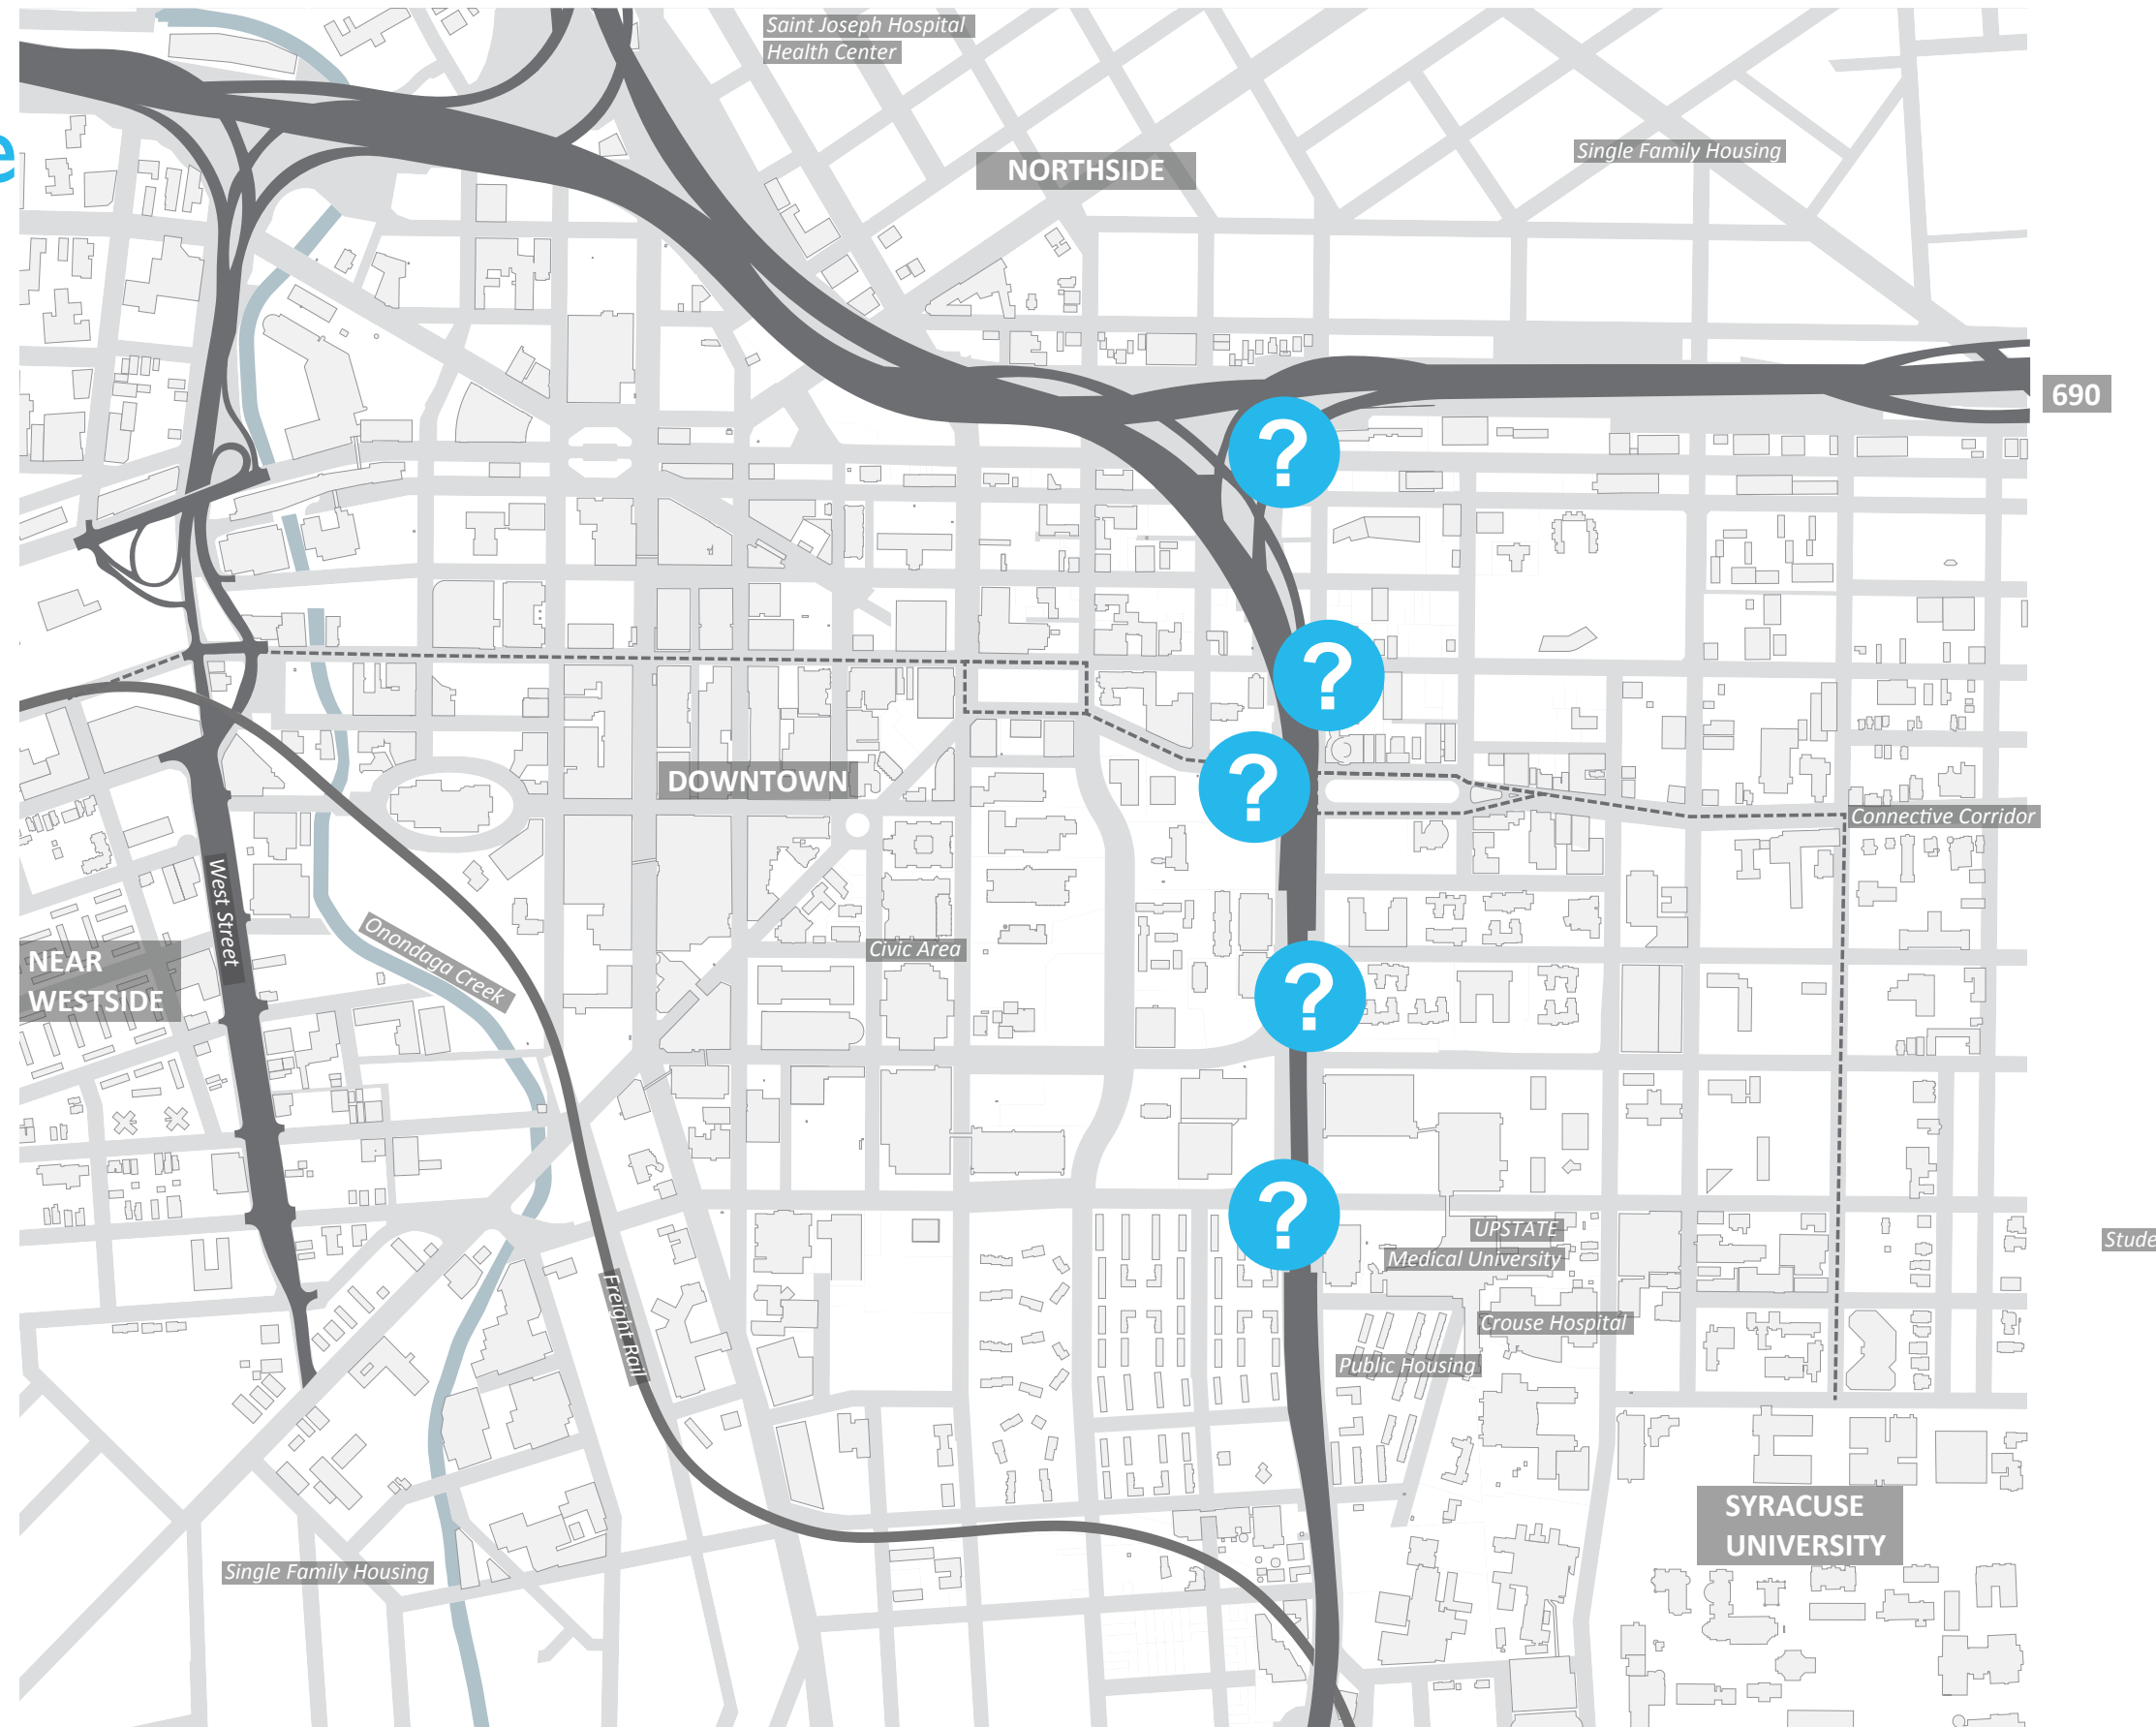 Saint Joseph Hospital
Health Center
e
Single Family Housing
NORTHSIDE
690
?
?
?
DOWNTOWN
Connective Corridor
West Street
Onondaga Creek
Civic Area
NEAR
WESTSIDE
?
?
UPSTATE
Medical University
Stude
Freight Rail
Crouse Hospital
Public Housing
SYRACUSE
UNIVERSITY
Single Family Housing